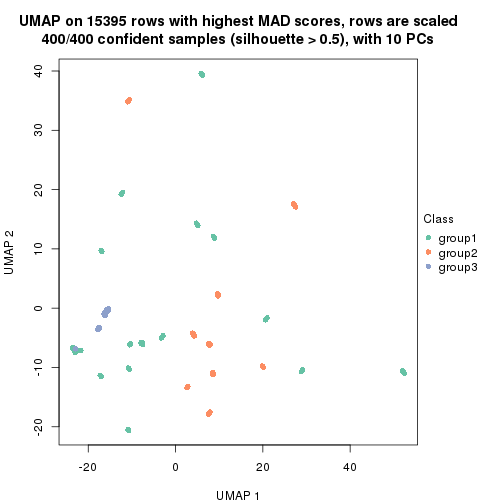 UMAP on 15395 rows with highest MAD scores, rows are scaled
400/400 confident samples (silhouette > 0.5), with 10 PCs
40
30
20
10
0
-10
-20
UMAP 2
-20
0
20
40
UMAP 1
Class
group1
group2
group3